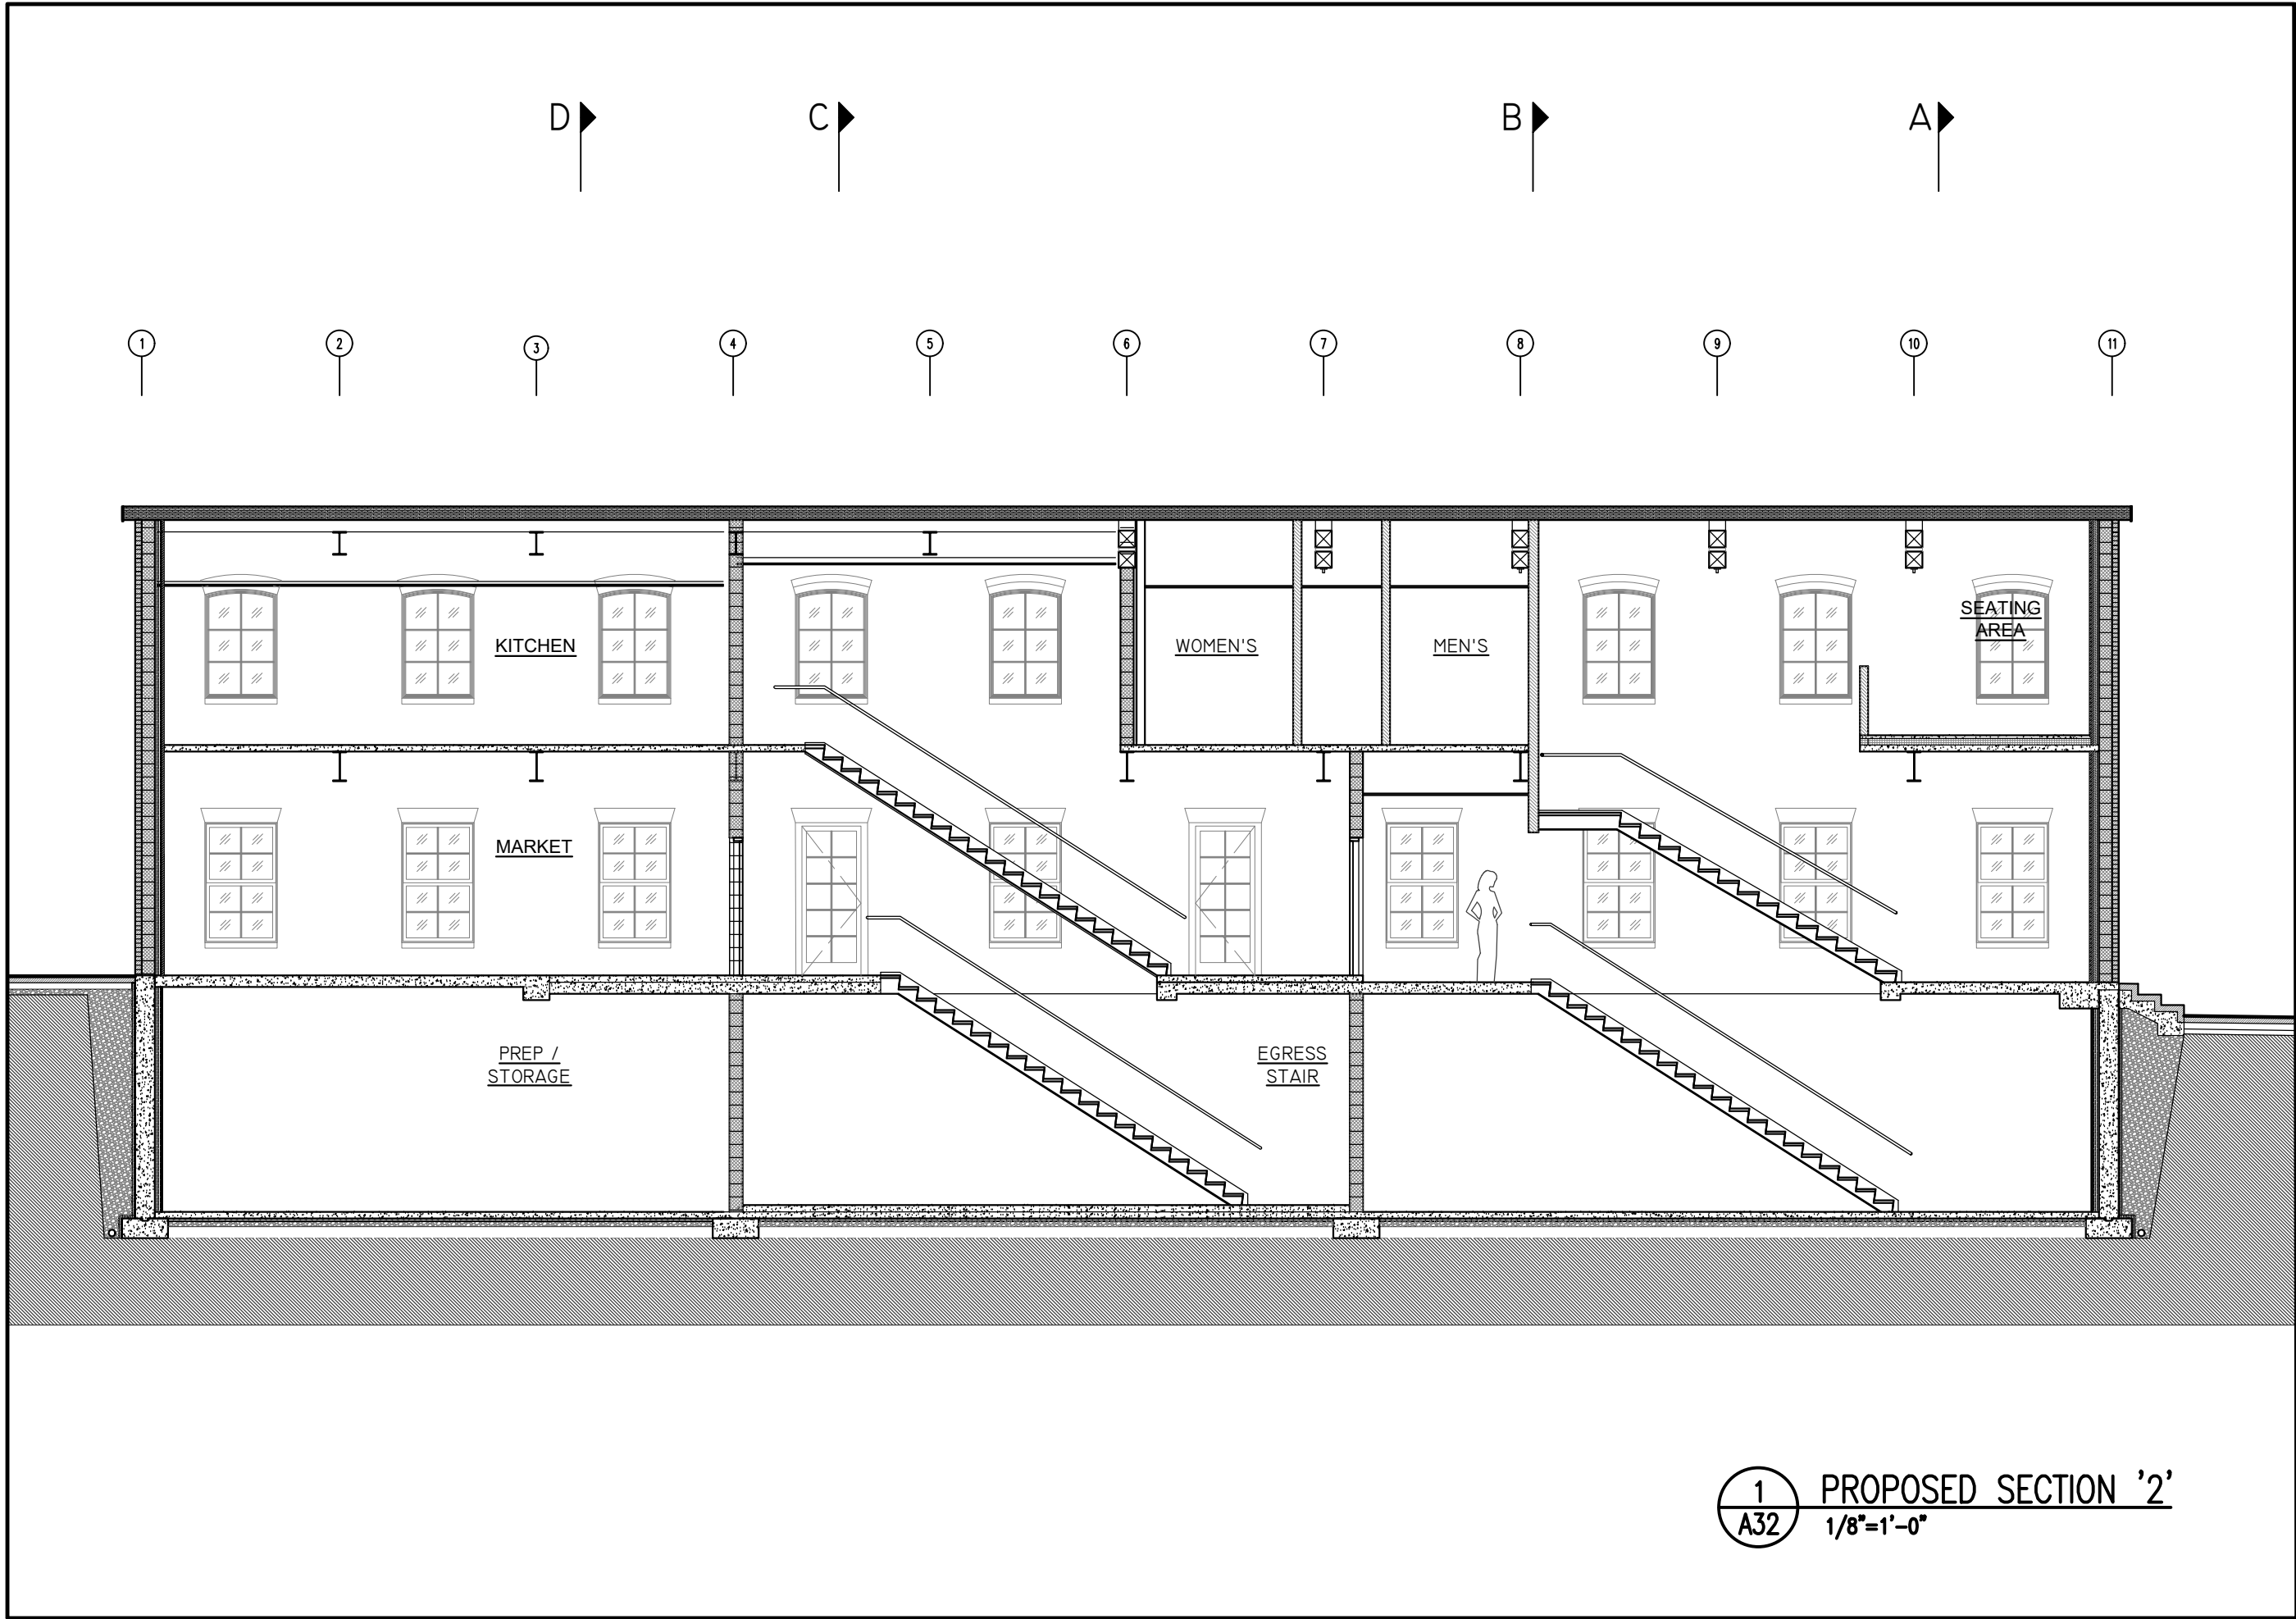 D
C
B
A
1
2
3
4
5
6
7
8
9
10
11
KITCHEN
WOMEN'S
MEN'S
SEATING
AREA
MARKET
PREP /
STORAGE
EGRESS
STAIR
1
A32
PROPOSED SECTION '2'
1/8"=1'-0"